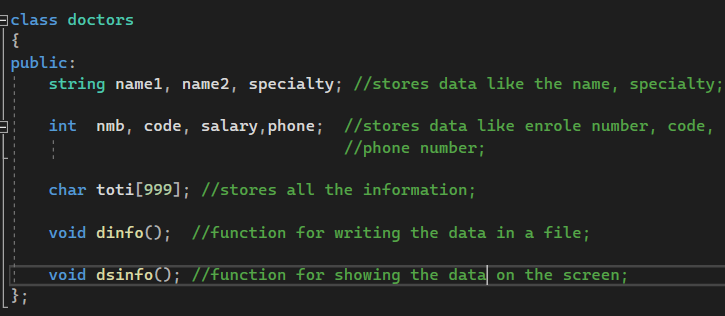 class doctors
{
public:
string name1, name2, specialty; //stores data like the name, specialty;
int nmb, code, salary,phone; //stores data like enrole number, code,
//phone number;
char toti[999]; //stores all the information;
void dinfo(); //function for writing the data in a file;
void dsinfo(); //function for showing the data on the screen;
};